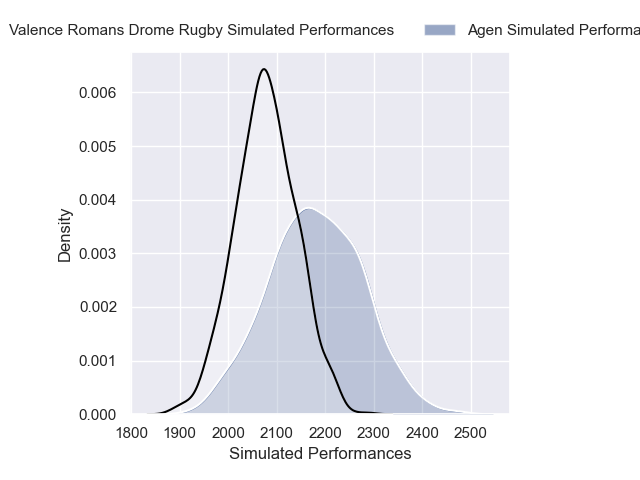 Valence Romans Drome Rugby Simulated Performances
Agen Simulated Performa
0.006
0.005
0.004
0.003
0.002
0.001
0.000
Density
1800 1900 2000 2100 2200 2300 2400 2500
Simulated Performances